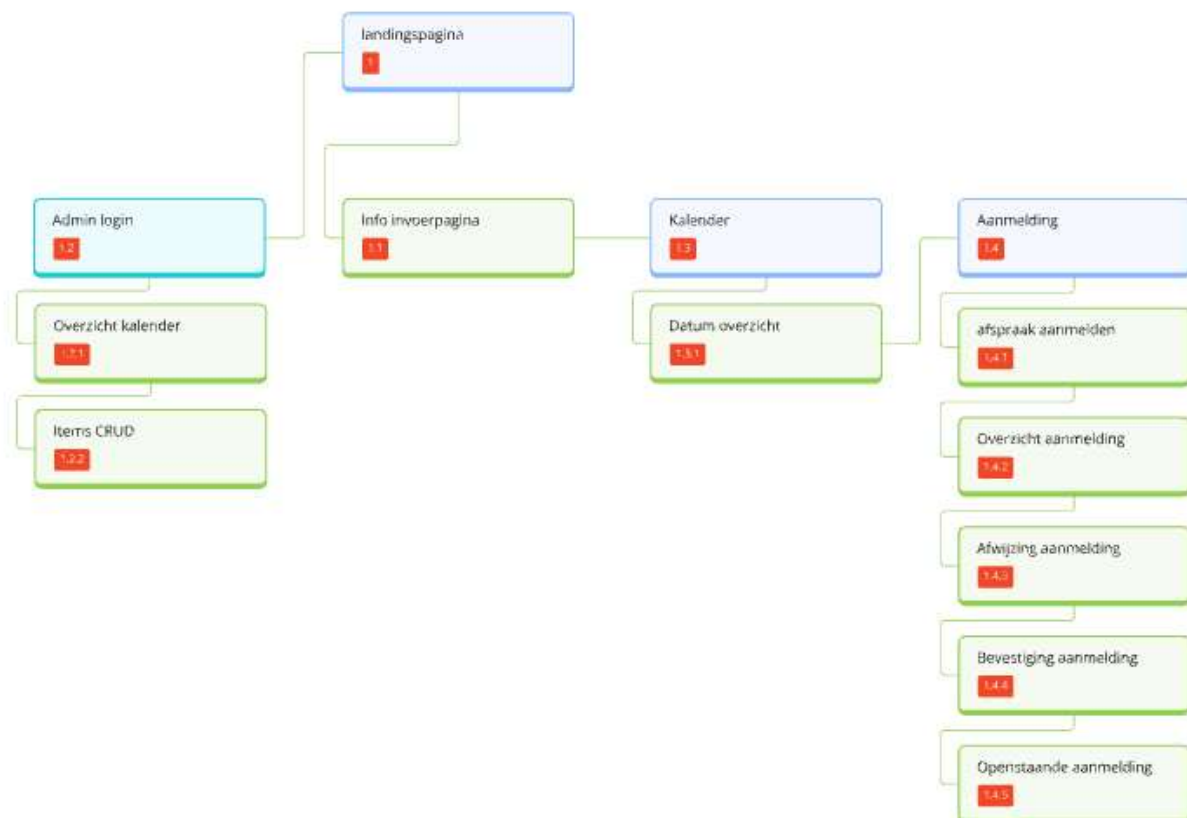 landingspagina
1
Admin login
1.2
Info invoerpagina
1.1
Kalender
1.3
Aanmelding
1.4
Overzicht kalender
1.2.1
Datum overzicht
1.3.1
afspraak aanmelden
1.4.1
Items CRUD
1.2.2
Overzicht aanmelding
1.4.2
Afwijzing aanmelding
1.4.3
Bevestiging aanmelding
1.4.4
Openstaande aanmelding
1.4.5